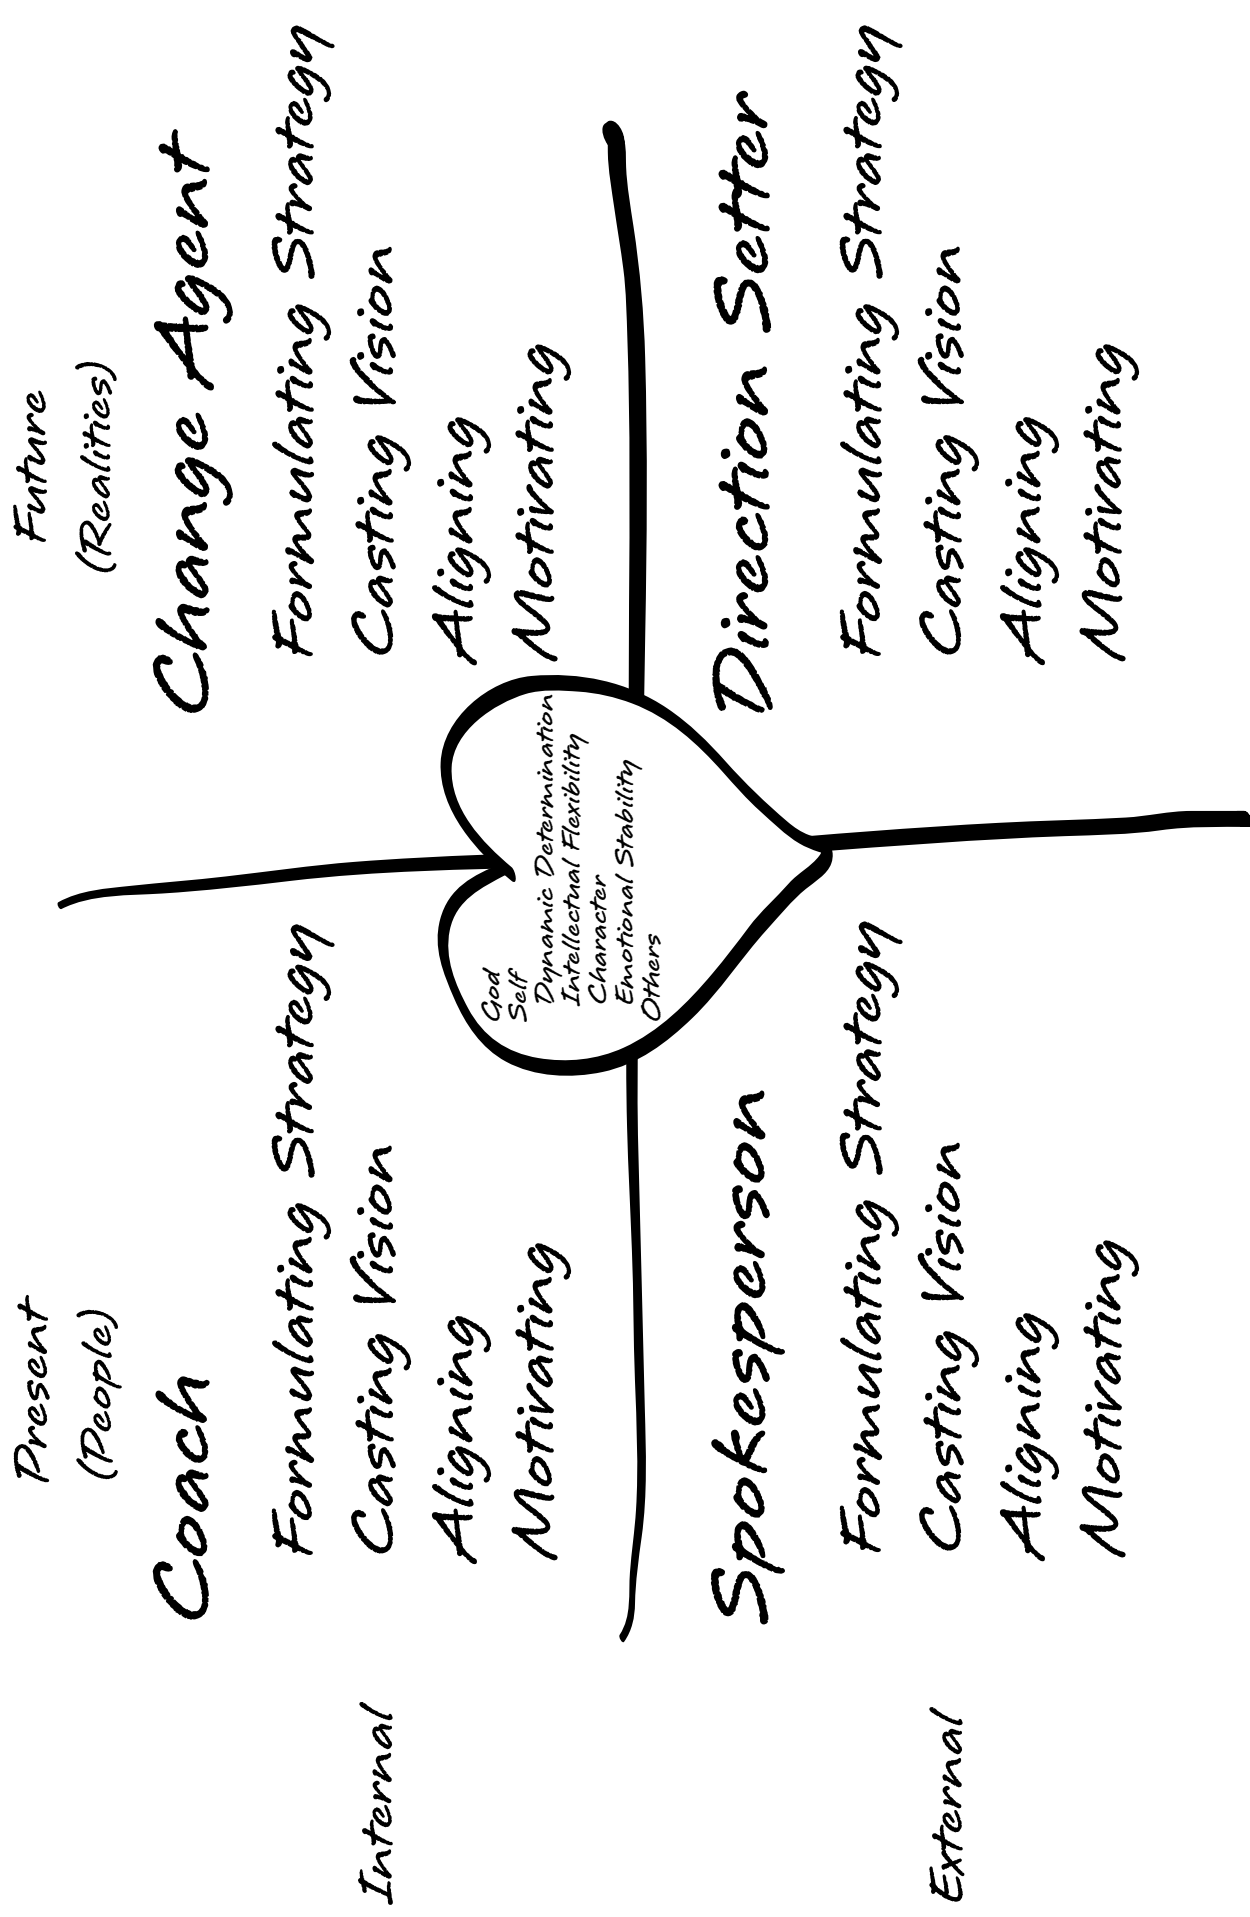 Present
(People)
Future
(Realities)
Internal
Coach
Formulating Strategy
Casting Vision
Aligning
Motivating
Change Agent
Formulating Strategy
Casting Vision
Aligning
Motivating
God
Self
Dynamic Determination
Intellectual Flexibility
Character
Emotional Stability
Others
External
Spokesperson
Formulating Strategy
Casting Vision
Aligning
Motivating
Direction Setter
Formulating Strategy
Casting Vision
Aligning
Motivating